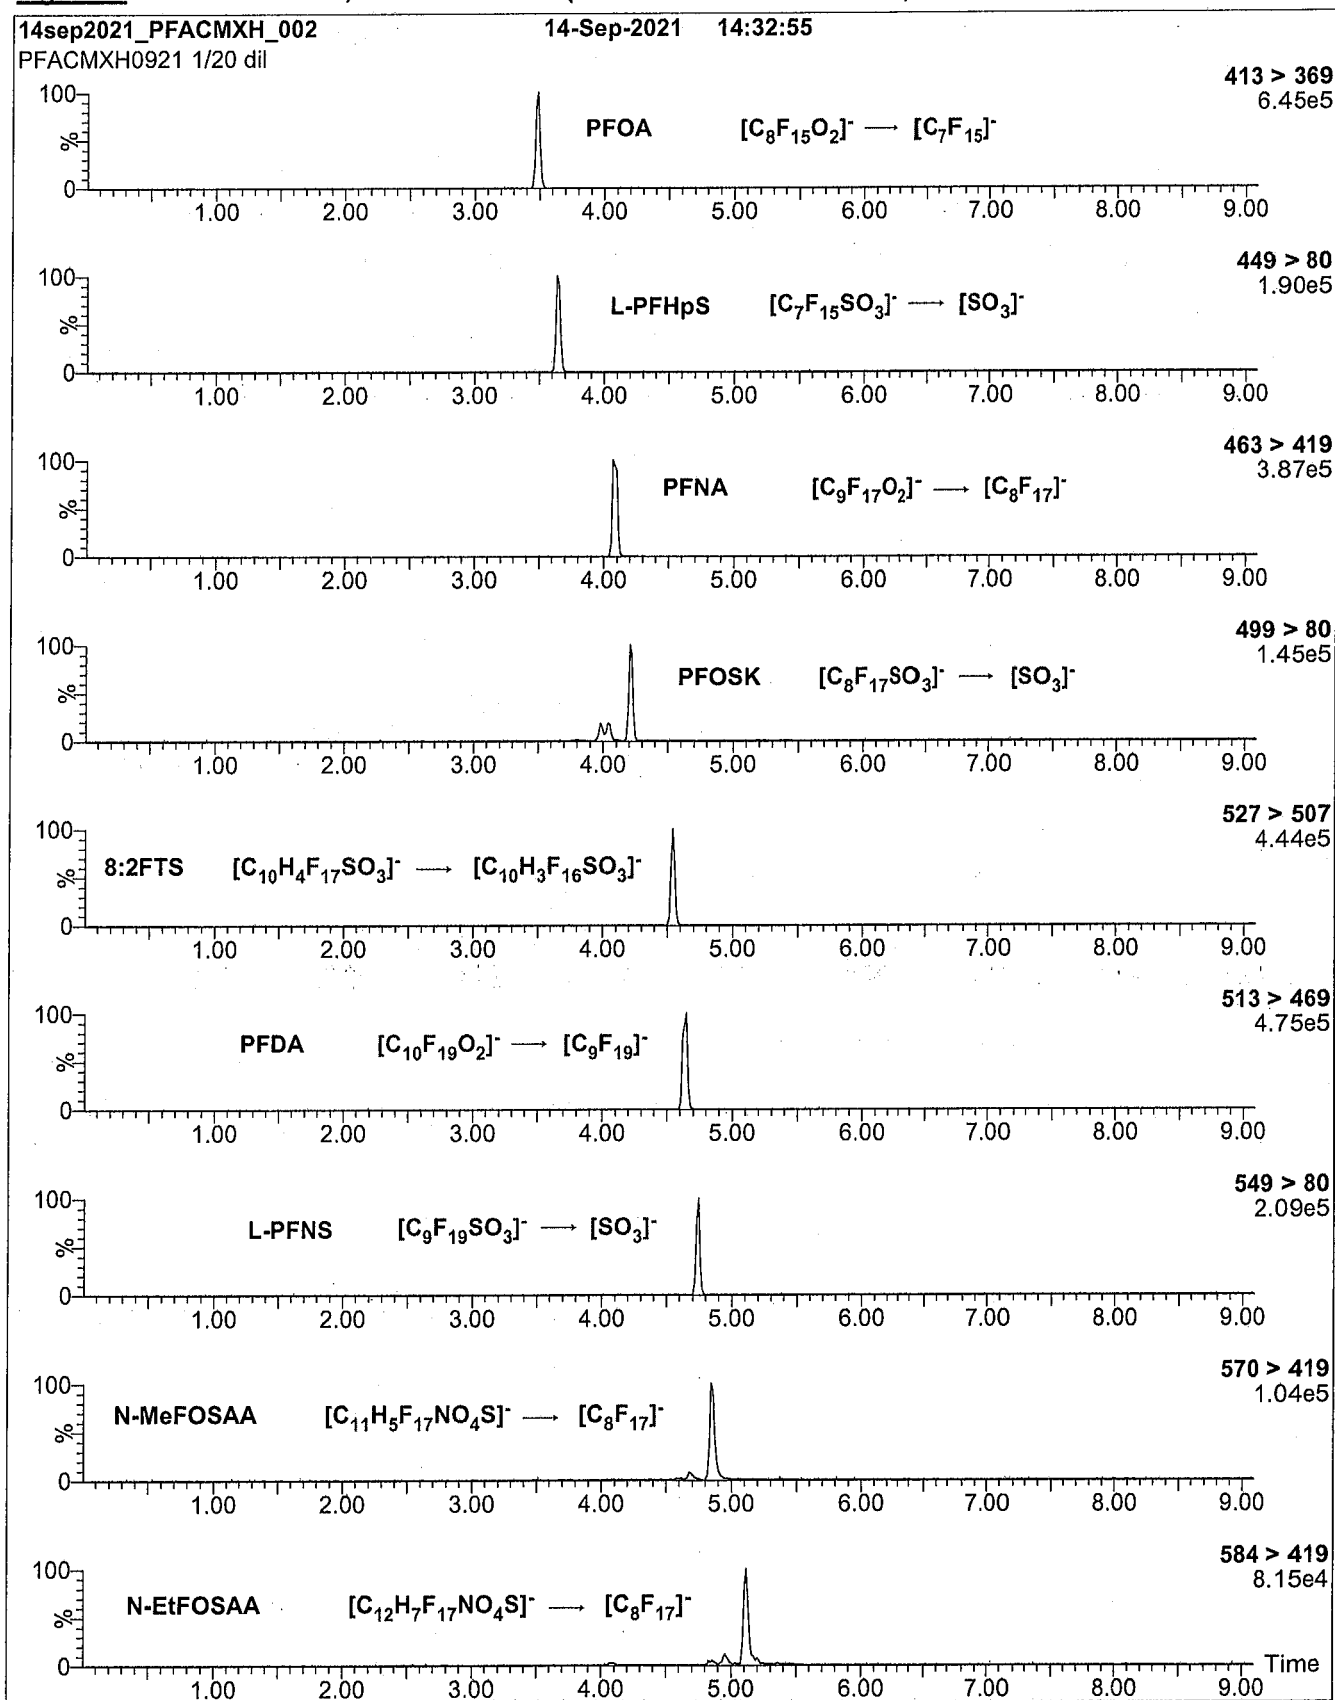 14sep2021_PFACMXH_002 14-Sep-2021 14:32:55
PFACMXH0921 1/20 dil
413 > 369
6.45e5
100
%
0
PFOA [C8F15O2]- → [C7F15]-
1.00 2.00 3.00 4.00 5.00 6.00 7.00 8.00 9.00
449 > 80
1.90e5
100
%
0
L-PFHpS [C7F15SO3]- → [SO3]-
1.00 2.00 3.00 4.00 5.00 6.00 7.00 8.00 9.00
463 > 419
3.87e5
100
%
0
PFNA [C9F17O2]- → [C8F17]-
1.00 2.00 3.00 4.00 5.00 6.00 7.00 8.00 9.00
499 > 80
1.45e5
100
%
0
PFOSK [C8F17SO3]- → [SO3]-
1.00 2.00 3.00 4.00 5.00 6.00 7.00 8.00 9.00
527 > 507
4.44e5
100
%
0
8:2FTS [C10H4F17SO3]- → [C10H3F16SO3]-
1.00 2.00 3.00 4.00 5.00 6.00 7.00 8.00 9.00
513 > 469
4.75e5
100
%
0
PFDA [C10F19O2]- → [C9F19]-
1.00 2.00 3.00 4.00 5.00 6.00 7.00 8.00 9.00
549 > 80
2.09e5
100
%
0
L-PFNS [C9F19SO3]- → [SO3]-
1.00 2.00 3.00 4.00 5.00 6.00 7.00 8.00 9.00
570 > 419
1.04e5
100
%
0
N-MeFOSAA [C11H5F17NO4S]- → [C8F17]-
1.00 2.00 3.00 4.00 5.00 6.00 7.00 8.00 9.00
584 > 419
8.15e4
100
%
0
N-EtFOSAA [C12H7F17NO4S]- → [C8F17]-
Time
1.00 2.00 3.00 4.00 5.00 6.00 7.00 8.00 9.00